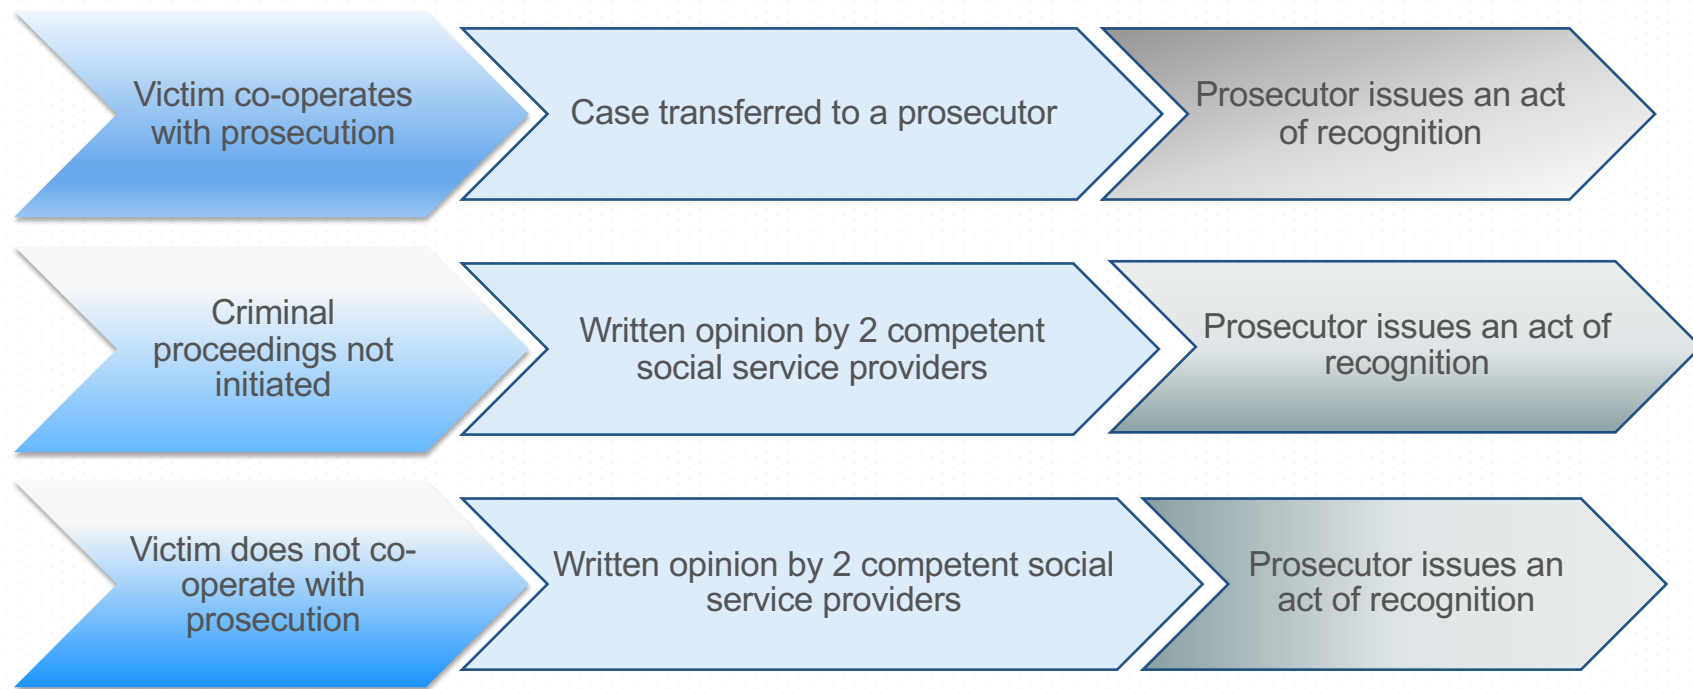 Victim co-operates
with prosecution
Case transferred to a prosecutor
Prosecutor issues an act
of recognition
Criminal
proceedings not
initiated
Written opinion by 2 competent
social service providers
Prosecutor issues an act of
recognition
Victim does not co-
operate with
prosecution
Written opinion by 2 competent social
service providers
Prosecutor issues an
act of recognition